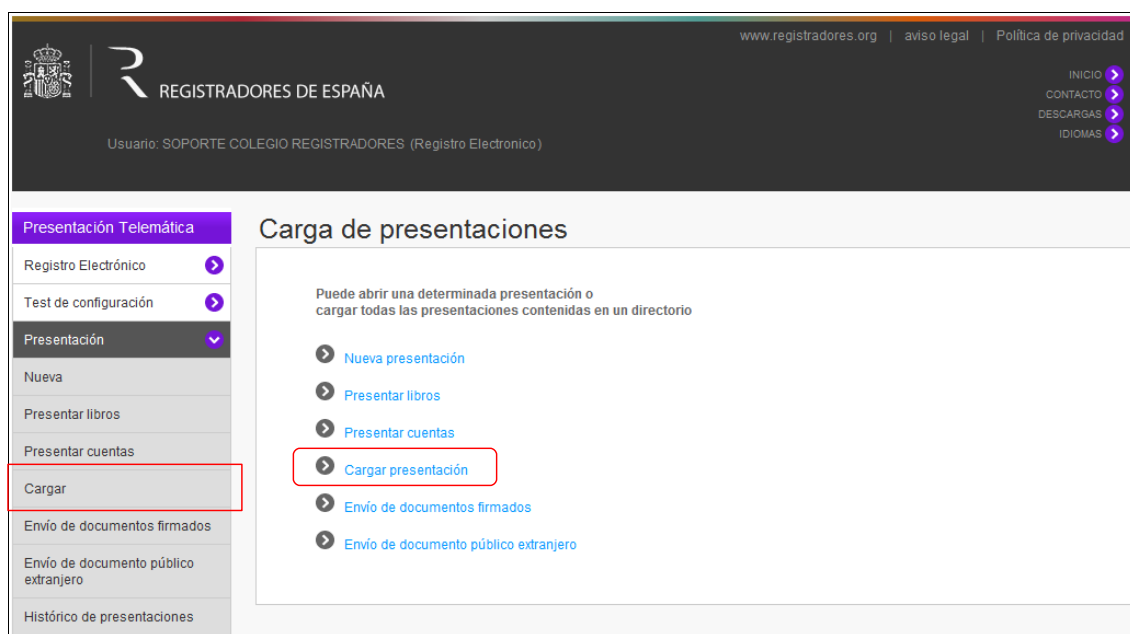 www.registradores.org | aviso legal | Política de privacidad
INICIO
CONTACTO
DESCARGAS
IDIOMAS
REGISTRADORES DE ESPAÑA
Usuario: SOPORTE COLEGIO REGISTRADORES (Registro Electronico)
Presentación Telemática
Registro Electrónico
Test de configuración
Presentación
Nueva
Presentar libros
Presentar cuentas
Cargar
Envío de documentos firmados
Envío de documento público
extranjero
Histórico de presentaciones
Carga de presentaciones
Puede abrir una determinada presentación o
cargar todas las presentaciones contenidas en un directorio
Nueva presentación
Presentar libros
Presentar cuentas
Cargar presentación
Envío de documentos firmados
Envío de documento público extranjero